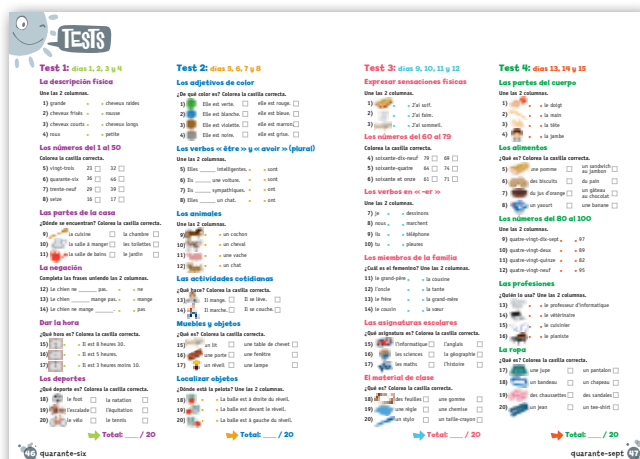 TESTS
Test 1: días 1, 2, 3 y 4
La descripción física
Une las 2 columnas.
1) grande • • cheveux raides
2) cheveux frisés • • rousse
3) cheveux courts • • cheveux longs
4) roux • • petite
Los números del 1 al 50
Colorea la casilla correcta.
5) vingt-trois 23 32
6) quarante-six 36 46
7) trente-neuf 29 39
8) seize 16 17
Las partes de la casa
¿Dónde se encuentran? Colorea la casilla correcta.
9) la cuisine la chambre
10) la salle à manger les toilettes
11) la salle de bains le jardin
La negación
Completa las frases uniendo las 2 columnas.
12) Le chien ne ______ pas. • • ne
13) Le chien ______ mange pas. • • mange
14) Le chien ne mange ______. • • pas
Dar la hora
¿Qué hora es? Colorea la casilla correcta.
15) • • Il est 8 heures 30.
16) • • Il est 5 heures.
17) • • Il est 3 heures moins 10.
Los deportes
¿Qué deporte es? Colorea la casilla correcta.
18) le foot la natation
19) l'escalade l'équitation
20) le vélo le tennis
Total: ___ / 20
46 quarante-six
Test 2: días 5, 6, 7 y 8
Los adjetivos de color
¿De qué color es? Colorea la casilla correcta.
1) Elle est verte. elle est rouge.
2) Elle est blanche. elle est bleue.
3) Elle est violette. elle est marron.
4) Elle est noire. elle est grise.
Los verbos « être » y « avoir » (plural)
Une las 2 columnas.
5) Elles ______ intelligentes. • • sont
6) Ils ______ une voiture. • • ont
7) Ils ______ sympathiques. • • ont
8) Elles ______ un chat. • • sont
Los animales
Une las 2 columnas.
9) • • un cochon
10) • • un cheval
11) • • une vache
12) • • un chat
Las actividades cotidianas
¿Qué hace? Colorea la casilla correcta.
13) Il mange. Il se lève.
14) Il marche. Il se couche.
Muebles y objetos
¿Qué es? Colorea la casilla correcta.
15) un lit une table de chevet
16) une porte une fenêtre
17) un réveil une lampe
Localizar objetos
¿Dónde está la pelota? Une las 2 columnas.
18) • • La balle est à droite du réveil.
19) • • La balle est devant le réveil.
20) • • La balle est à gauche du réveil.
Total: ___ / 20
Test 3: días 9, 10, 11 y 12
Expresar sensaciones físicas
Une las 2 columnas.
1) • • J'ai soif.
2) • • J'ai faim.
3) • • J'ai sommeil.
Los números del 60 al 79
Colorea la casilla correcta.
4) soixante-dix-neuf 79 69
5) soixante-quatre 64 74
6) soixante et onze 61 71
Los verbos en « -er »
Une las 2 columnas.
7) je • • dessinons
8) nous • • marchent
9) ils • • téléphone
10) tu • • pleures
Los miembros de la familia
¿Cuál es el femenino? Une las 2 columnas.
11) le grand-père • • la cousine
12) l'oncle • • la tante
13) le frère • • la grand-mère
14) le cousin • • la sœur
Las asignaturas escolares
¿Qué asignatura es? Colorea la casilla correcta.
15) l'informatique l'anglais
16) les sciences la géographie
17) les maths l'histoire
El material de clase
¿Qué es? Colorea la casilla correcta.
18) des feuilles une gomme
19) une règle une chemise
20) un stylo un taille-crayon
Total: ___ / 20
Test 4: días 13, 14 y 15
Las partes del cuerpo
Une las 2 columnas.
1) • • le doigt
2) • • la main
3) • • la tête
4) • • la jambe
Los alimentos
¿Qué es? Colorea la casilla correcta.
5) une pomme un sandwich au jambon
6) des biscuits du pain
7) du jus d'orange un gâteau au chocolat
8) un yaourt une banane
Los números del 80 al 100
Une las 2 columnas.
9) quatre-vingt-dix-sept • • 97
10) quatre-vingt-deux • • 89
11) quatre-vingt-quinze • • 82
12) quatre-vingt-neuf • • 95
Las profesiones
¿Quién lo usa? Une las 2 columnas.
13) • • le professeur d'informatique
14) • • le vétérinaire
15) • • le cuisinier
16) • • le pianiste
La ropa
¿Qué es? Colorea la casilla correcta.
17) une jupe un pantalon
18) un bandeau un chapeau
19) des chaussettes des sandales
20) un jean un tee-shirt
Total: ___ / 20
quarante-sept 47